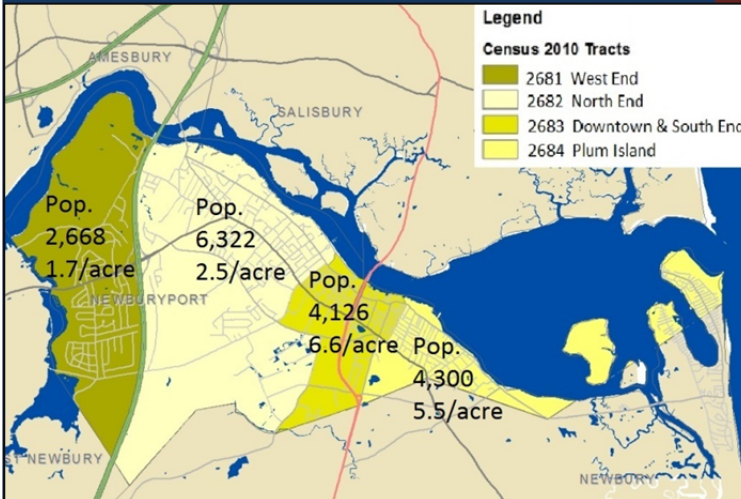 Legend
Census 2010 Tracts
2681 West End
2682 North End
2683 Downtown & South End
2684 Plum Island
AMESBURY
SALISBURY
Pop.
2,668
1.7/acre
Pop.
6,322
2.5/acre
NEWBURYPORT
Pop.
4,126
6.6/acre
Pop.
4,300
5.5/acre
ST NEWBURY
NEWBURY